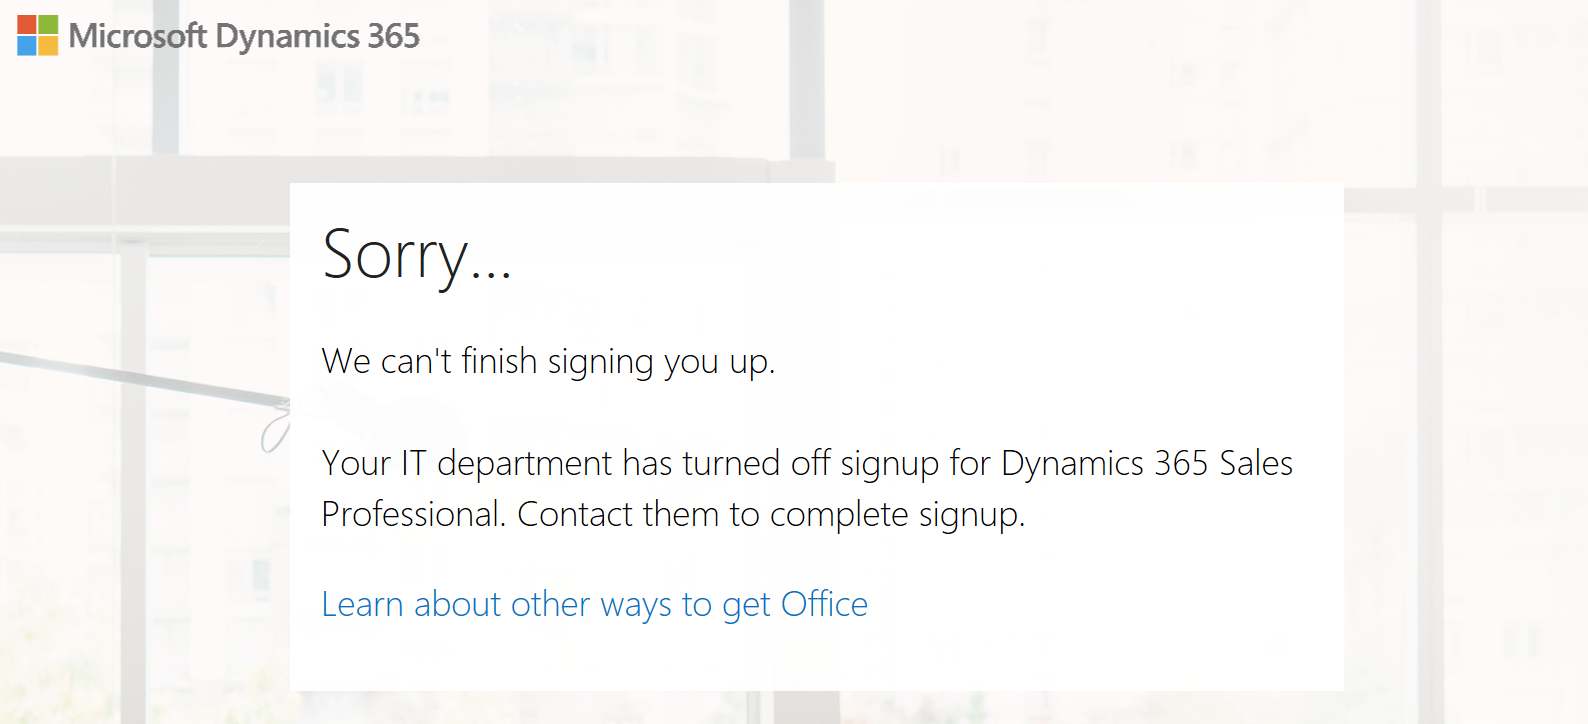 Microsoft Dynamics 365
Sorry...
We can't finish signing you up.
Your IT department has turned off signup for Dynamics 365 Sales
Professional. Contact them to complete signup.
Learn about other ways to get Office